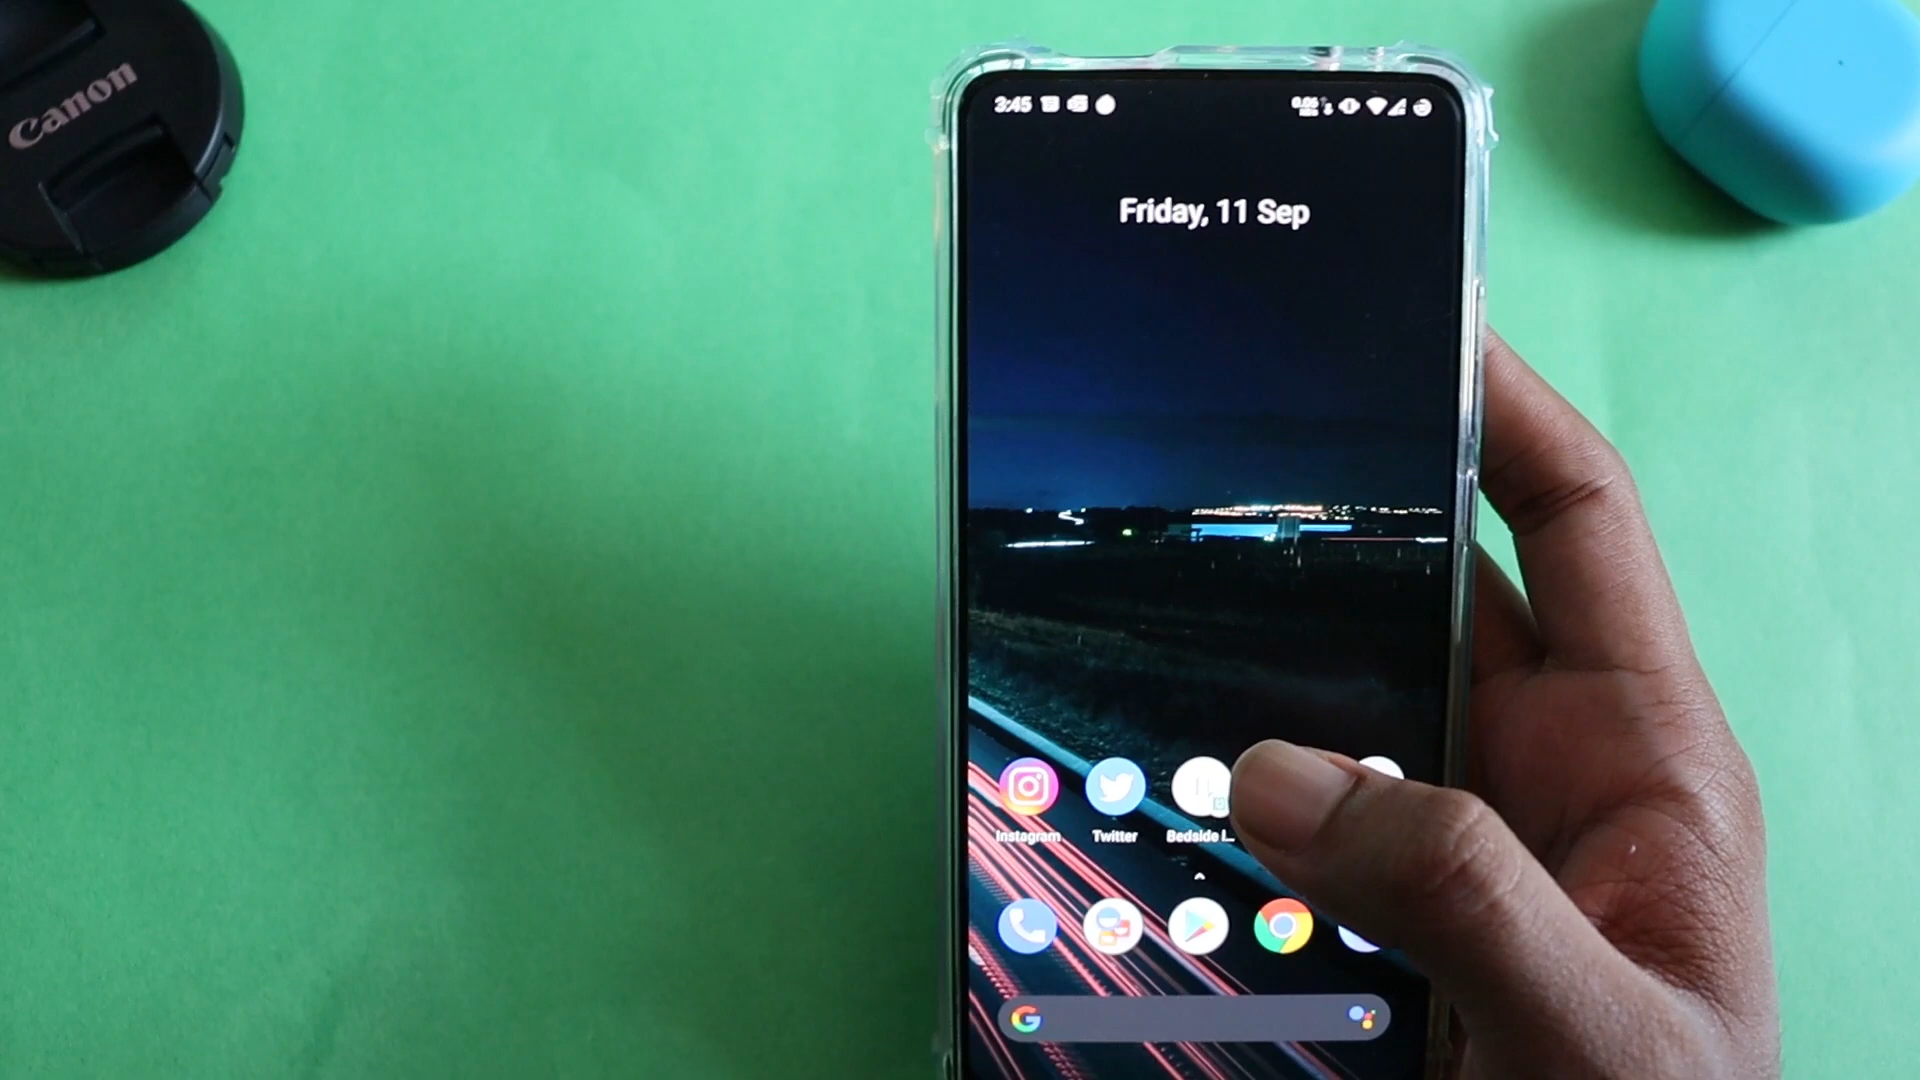 Canon
3:45
Friday, 11 Sep
Instagram
Twitter
Bedside l...